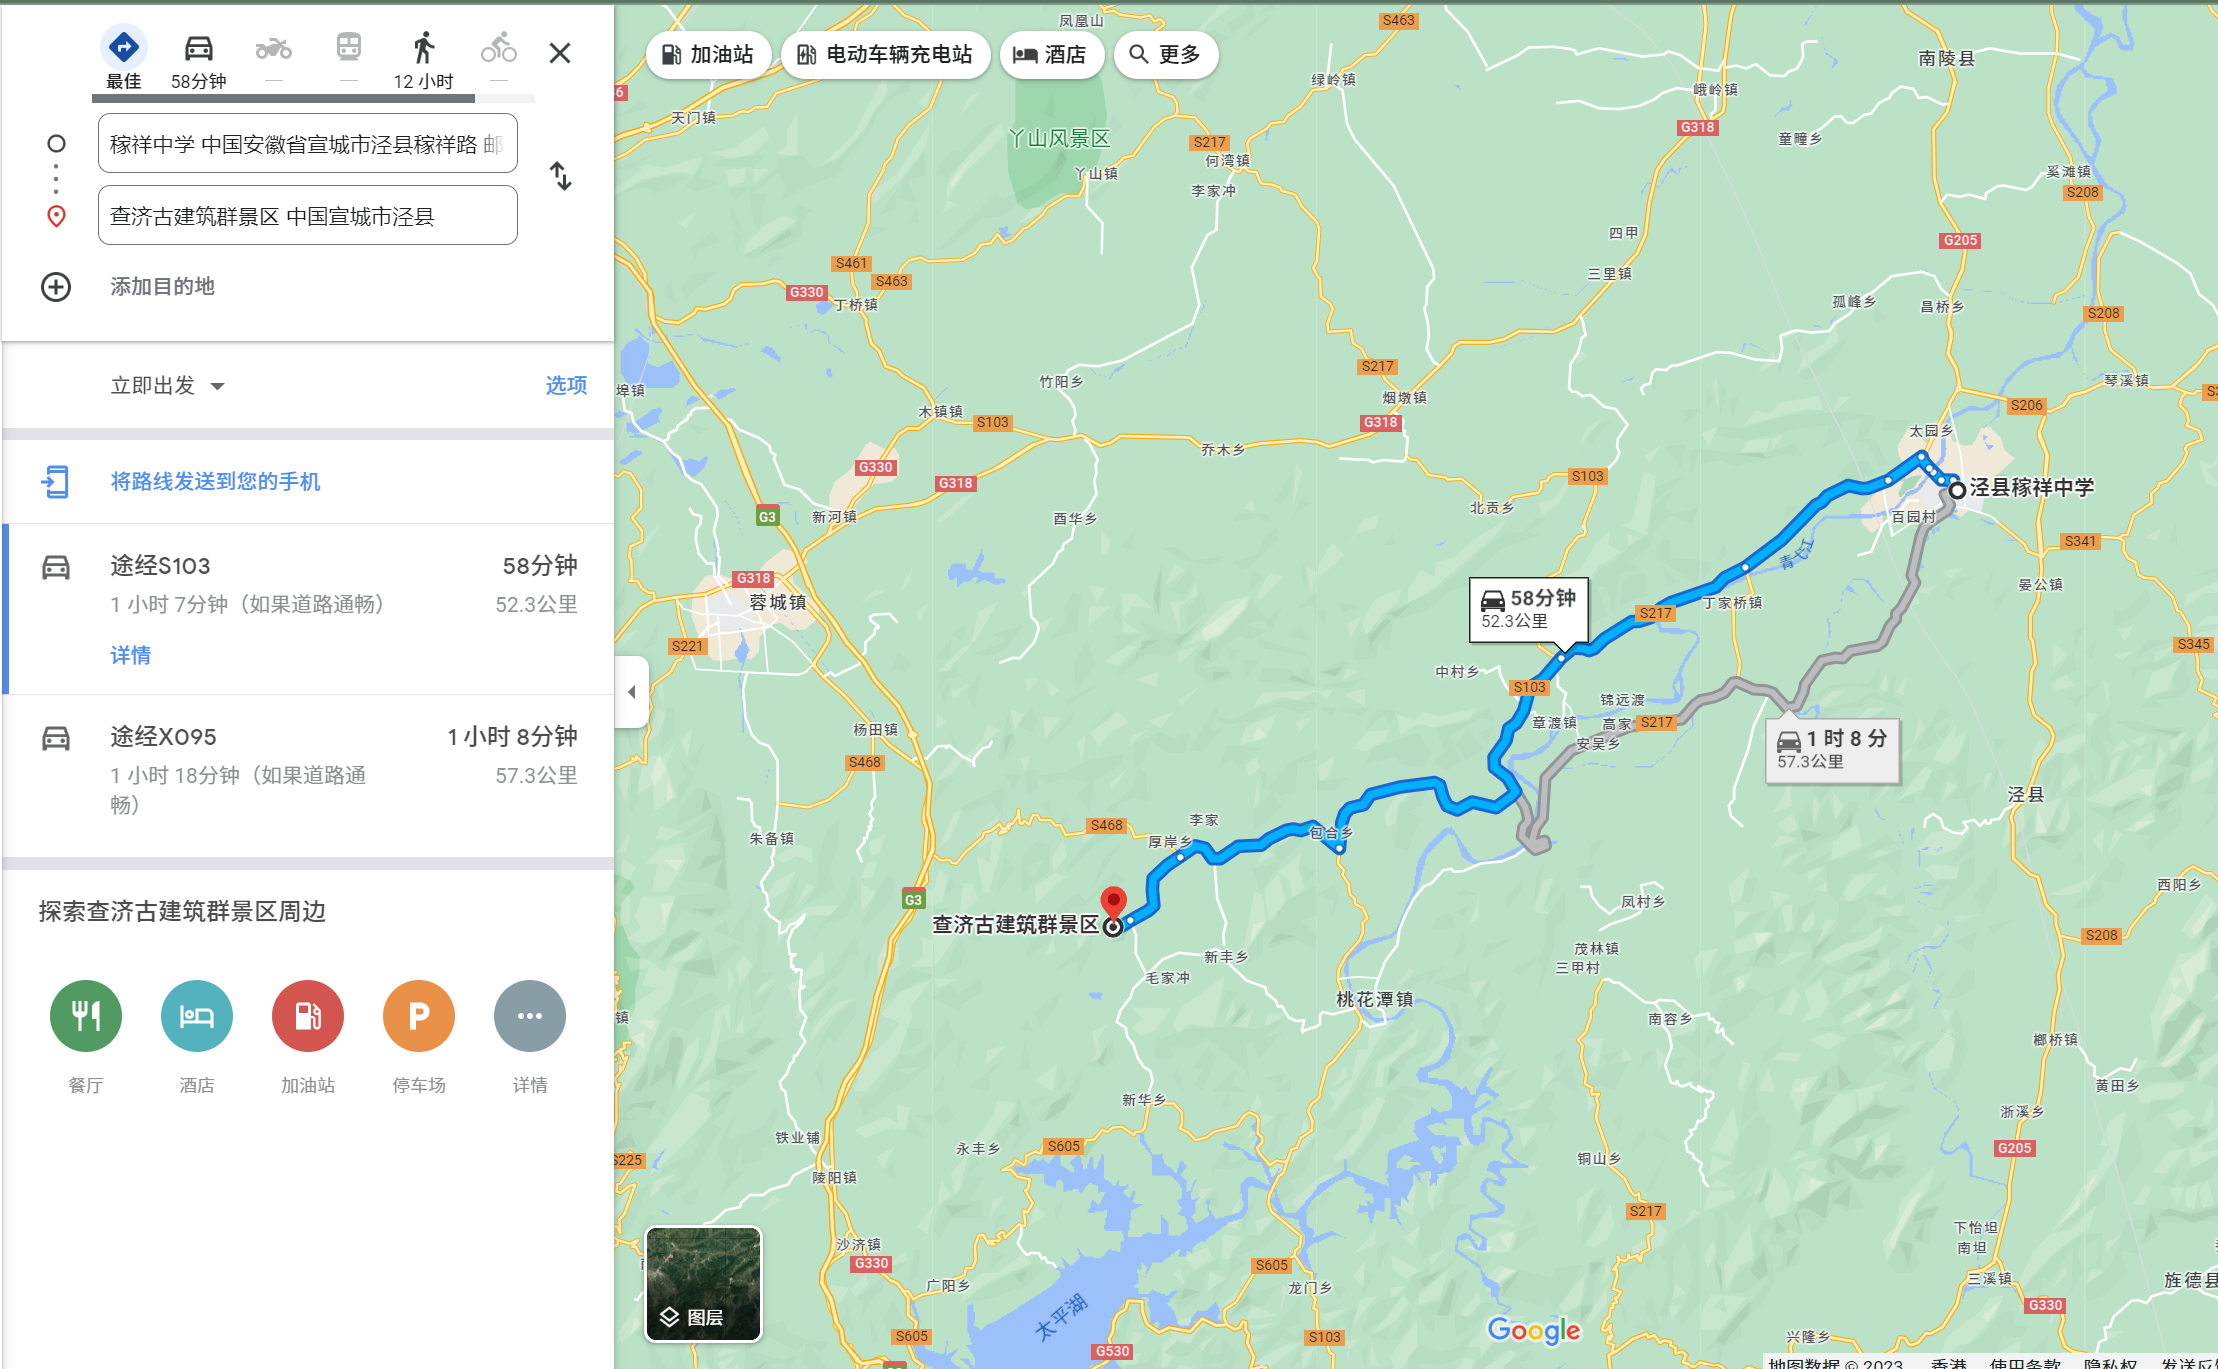 最佳
58分钟
12 小时
稼祥中学 中国安徽省宣城市泾县稼祥路 邮
查济古建筑群景区 中国宣城市泾县
添加目的地
立即出发
选项
将路线发送到您的手机
途经S103
58分钟
1 小时 7分钟（如果道路通畅）
52.3公里
详情
途经X095
1 小时 8分钟
1 小时 18分钟（如果道路通
畅）
57.3公里
探索查济古建筑群景区周边
餐厅
酒店
加油站
停车场
详情
加油站
电动车辆充电站
酒店
更多
凤凰山
S463
南陵县
绿岭镇
峨岭镇
6
天门镇
丫山风景区
G318
童疃乡
S217
何湾镇
丫山镇
李家冲
奚滩镇
S208
四甲
G205
S461
S463
三里镇
G330
丁桥镇
孤峰乡
昌桥乡
S208
S217
埠镇
竹阳乡
琴溪镇
S3
烟墩镇
S206
木镇镇
S103
G318
太园乡
乔木乡
G330
G318
S103
泾县稼祥中学
G3
新河镇
酉华乡
北贡乡
百园村
S341
青弋江
G318
晏公镇
蓉城镇
58分钟
52.3公里
丁家桥镇
S217
S221
S345
中村乡
S103
锦远渡
章渡镇
高家
S217
安吴乡
杨田镇
1 时 8 分
57.3公里
S468
泾县
李家
S468
包合乡
朱备镇
厚岸乡
西阳乡
G3
凤村乡
查济古建筑群景区
S208
茂林镇
三甲村
新丰乡
毛家冲
桃花潭镇
镇
南容乡
榔桥镇
黄田乡
新华乡
浙溪乡
铁业铺
永丰乡
S605
G205
S225
铜山乡
陵阳镇
S217
下怡坦
南坦
沙济镇
G330
S605
三溪镇
旌德县
广阳乡
龙门乡
太平湖
G330
图层
S605
G530
S103
兴隆乡
Google
地图数据 © 2023
香港
使用条款
隐私权
发送反馈